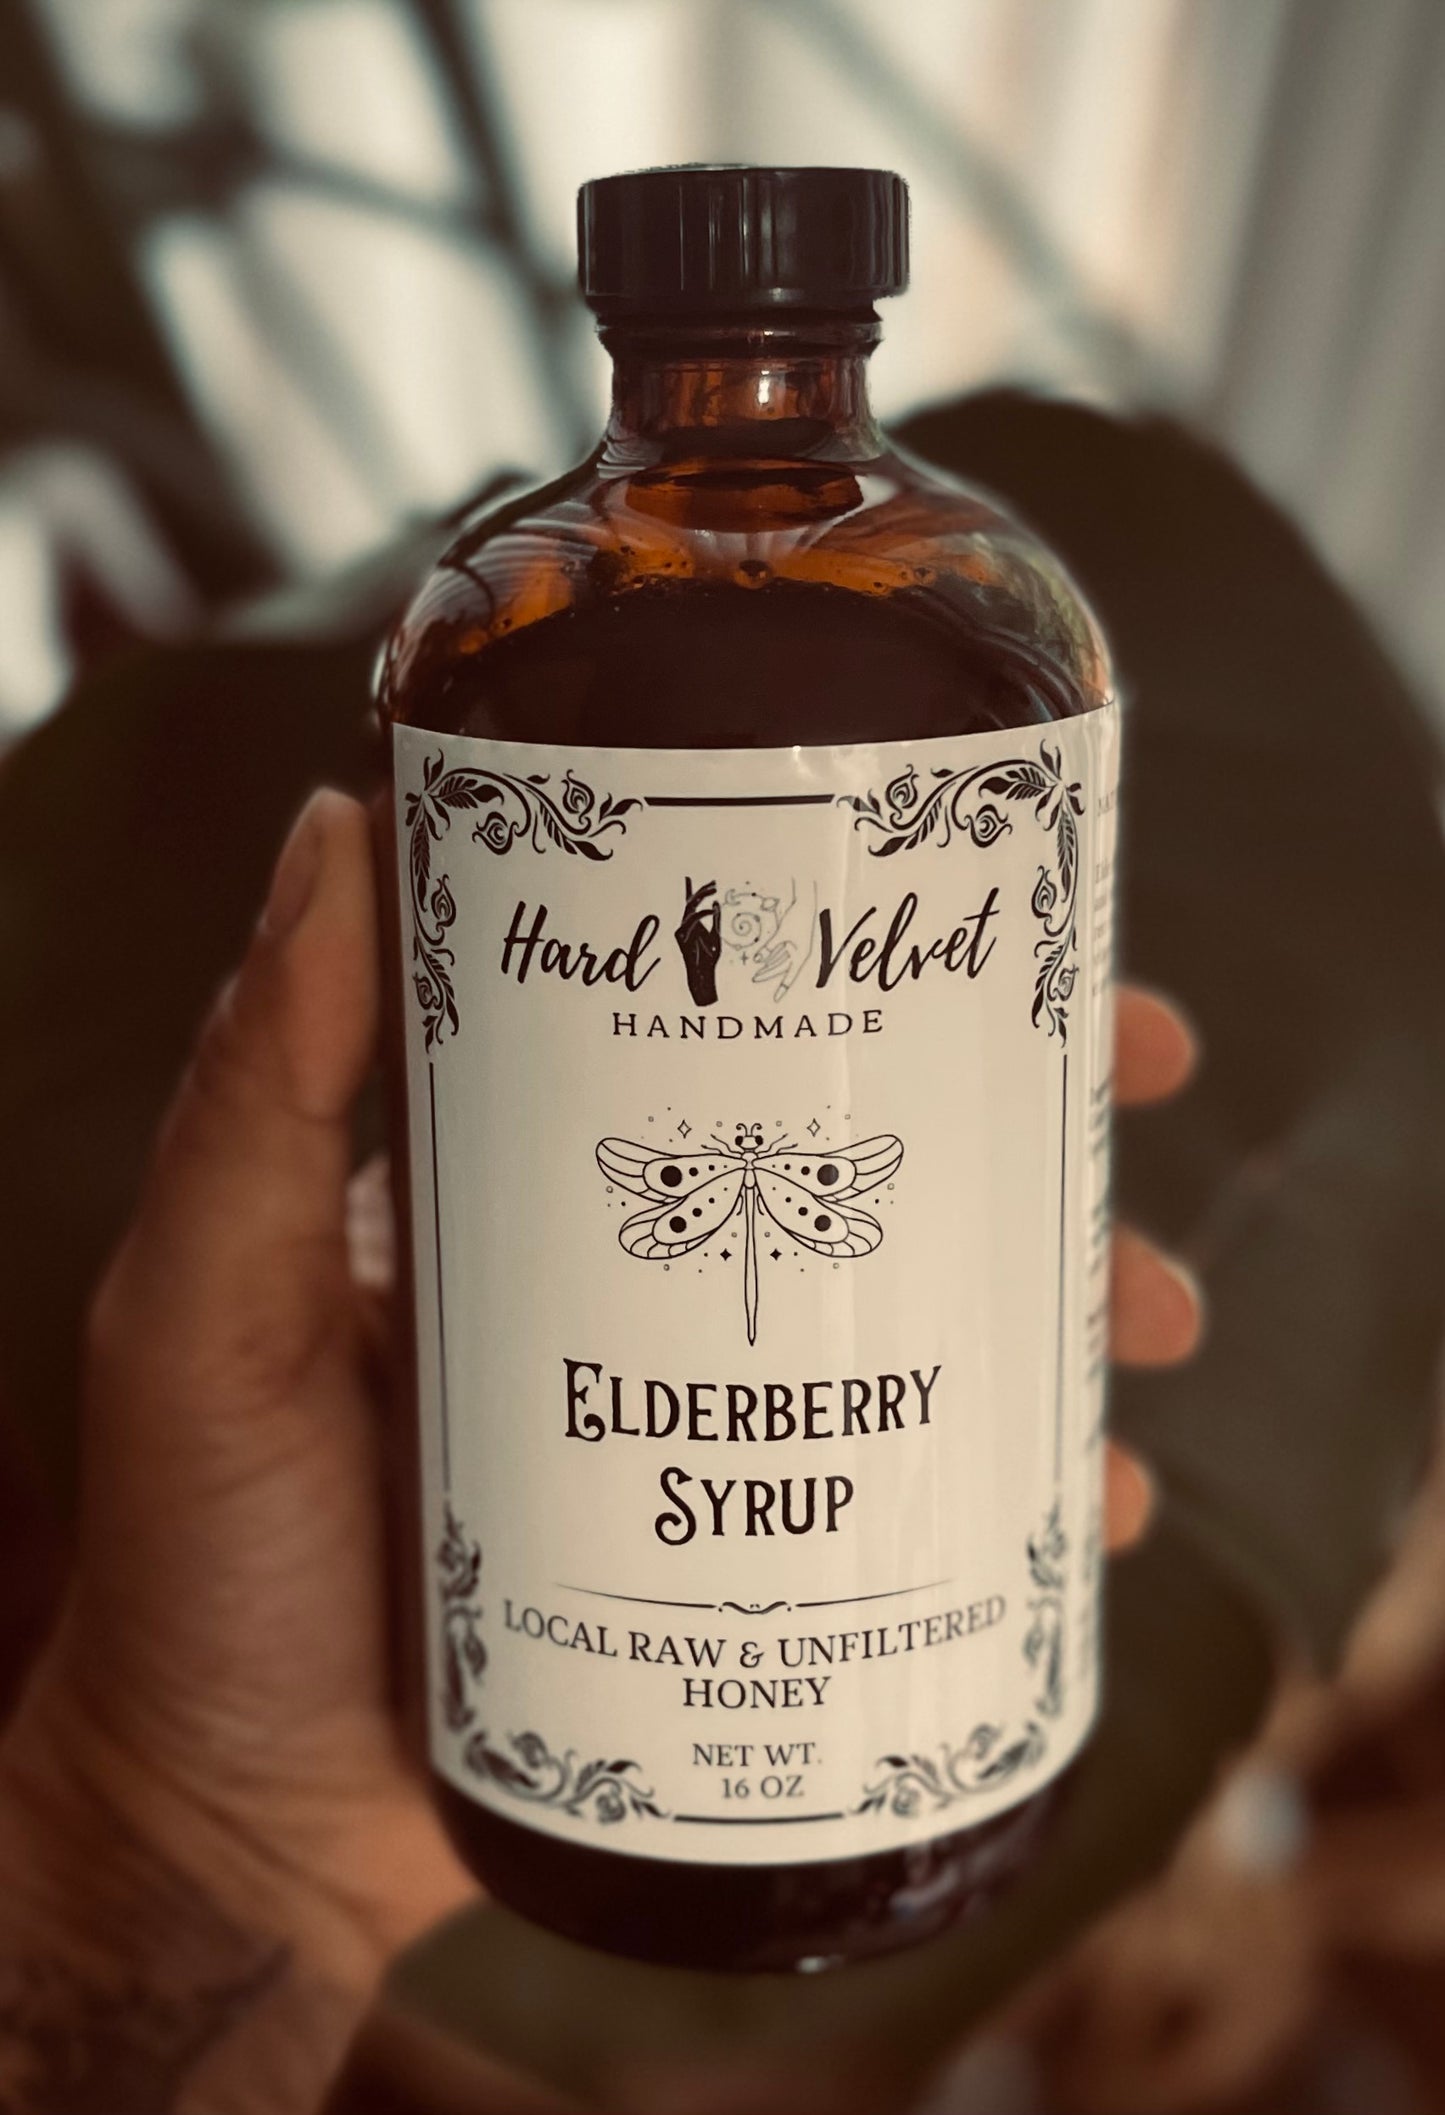 Hard Velvet
HANDMADE
ELDERBERRY
SYRUP
LOCAL RAW & UNFILTERED
HONEY
NET WT.
16 OZ